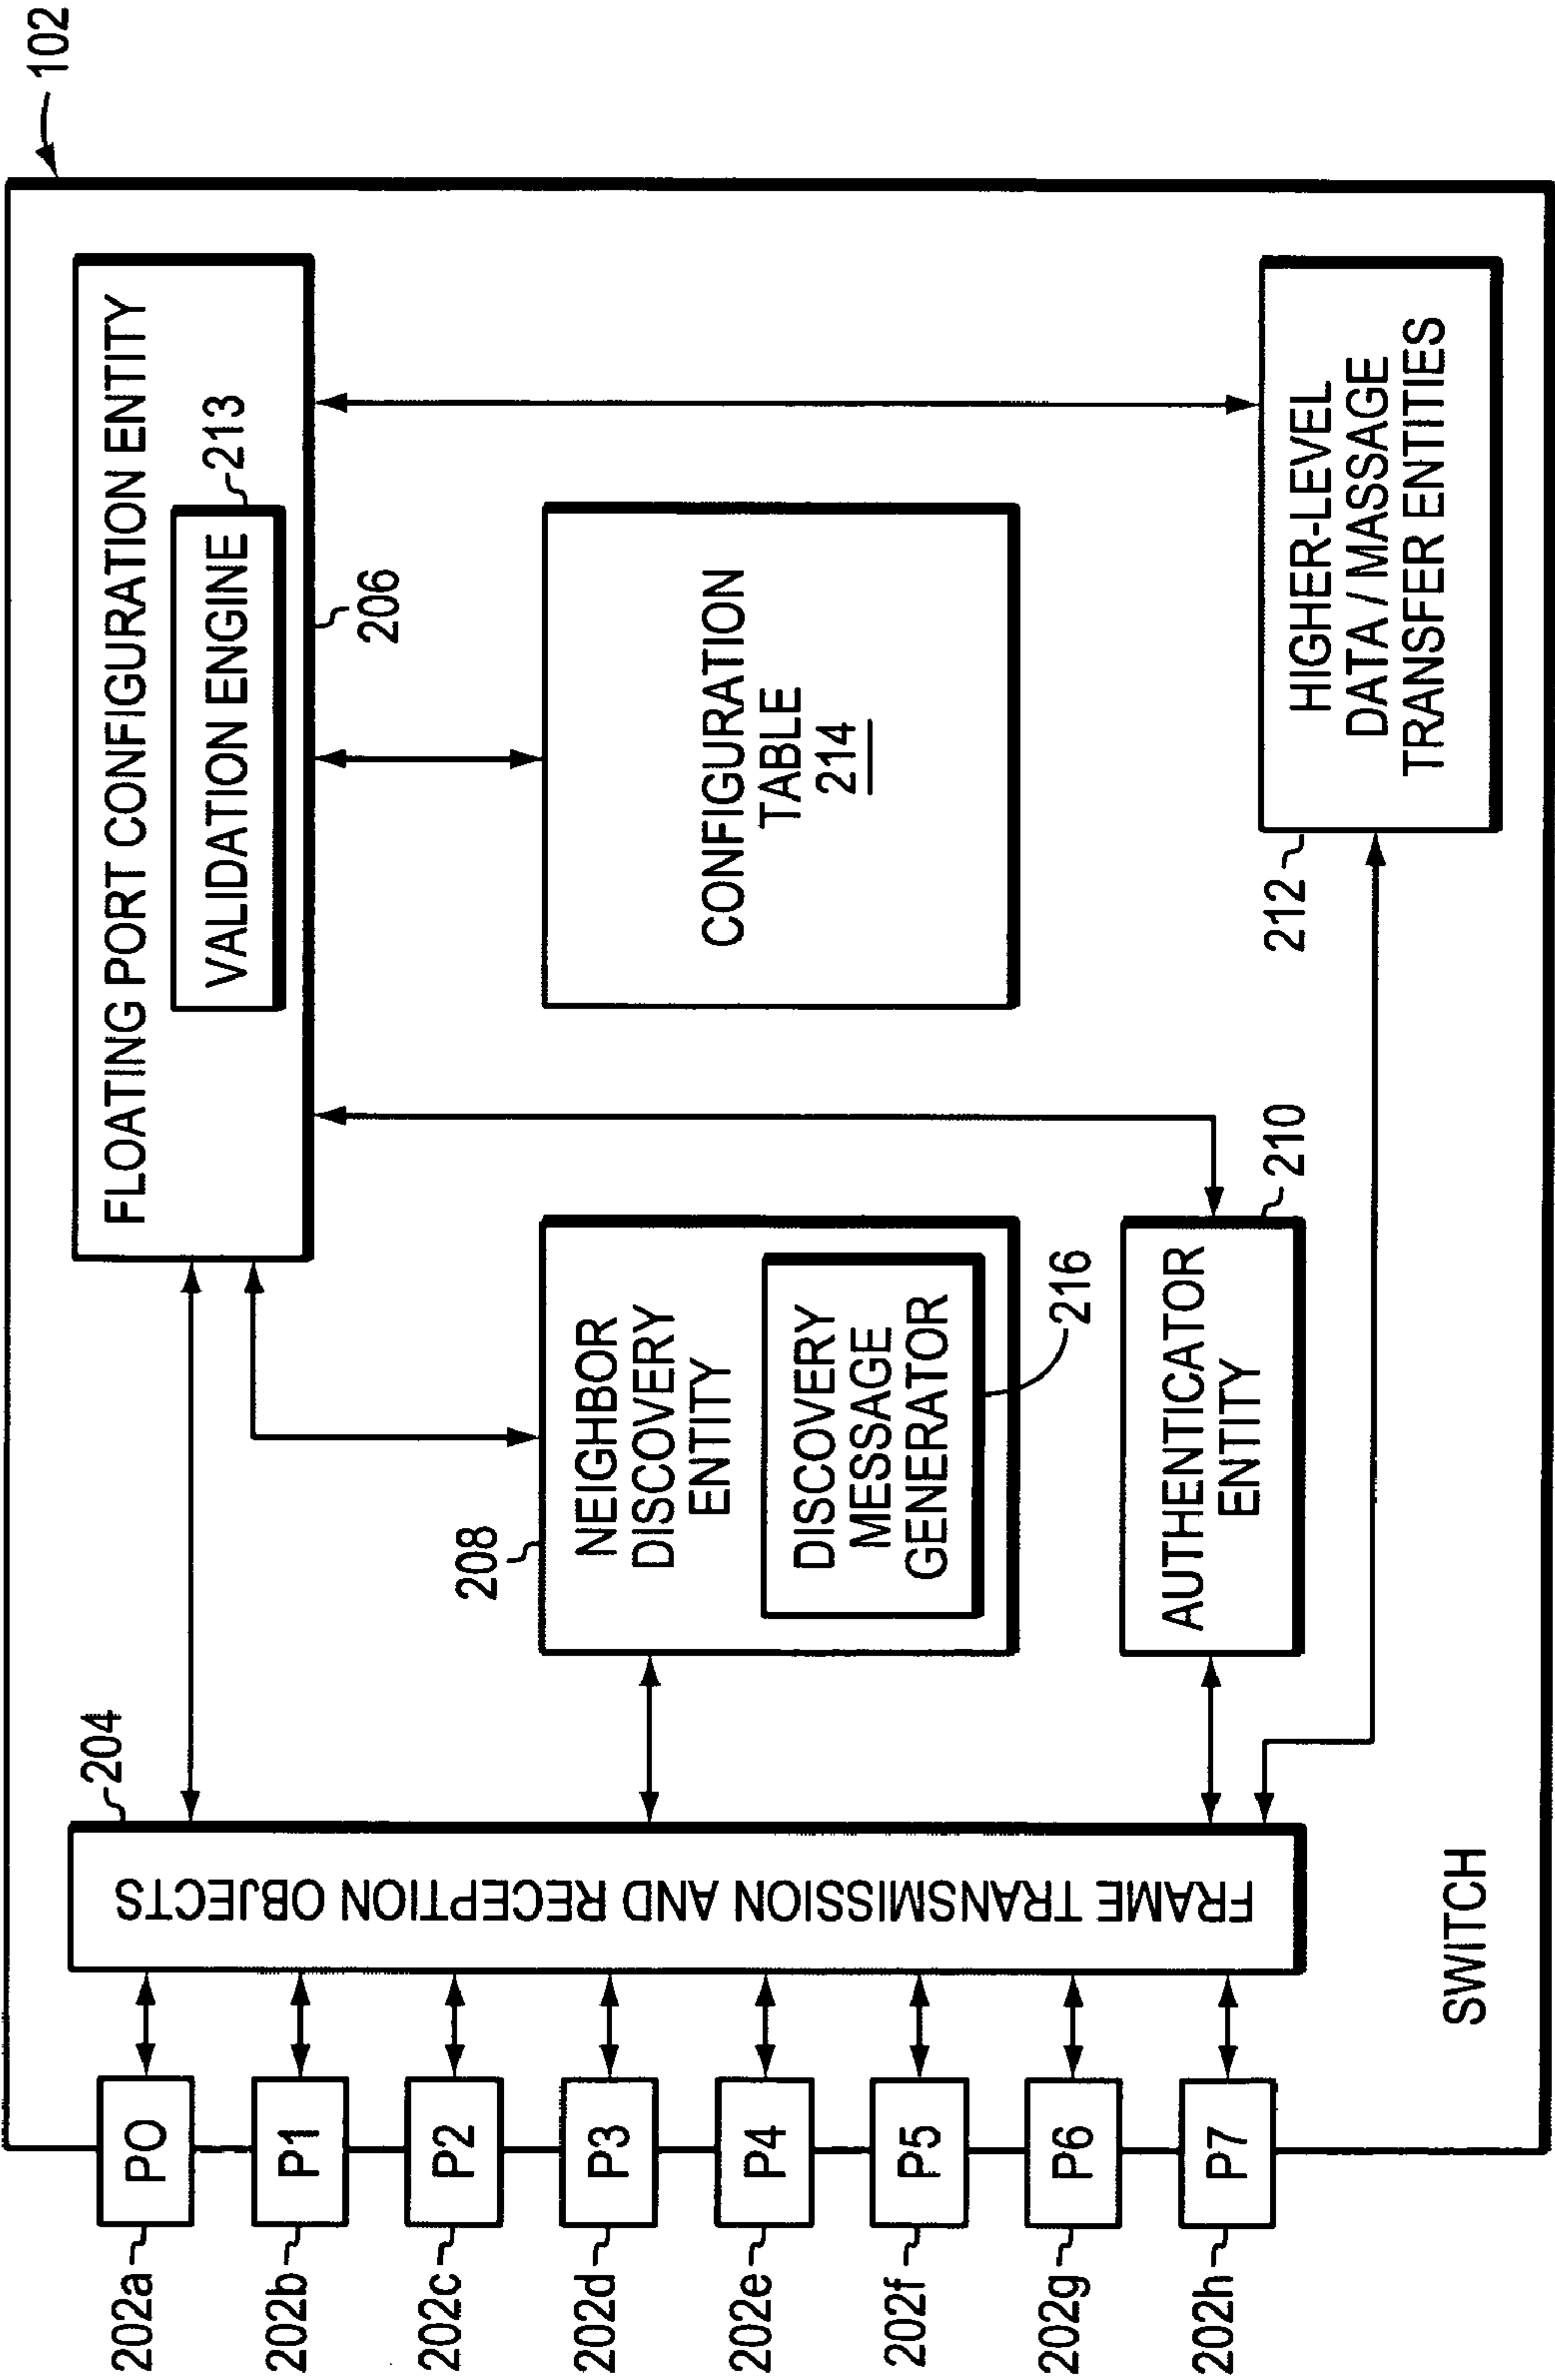 102
FLOATING PORT CONFIGURATION ENTITY
VALIDATION ENGINE
213
206
204
FRAME TRANSMISSION AND RECEPTION OBJECTS
208
NEIGHBOR
DISCOVERY
ENTITY
DISCOVERY
MESSAGE
GENERATOR
216
CONFIGURATION
TABLE
214
AUTHENTICATOR
ENTITY
210
212
HIGHER-LEVEL
DATA / MASSAGE
TRANSFER ENTITIES
SWITCH
202a
PO
202b
P1
202c
P2
202d
P3
202e
P4
202f
P5
202g
P6
202h
P7